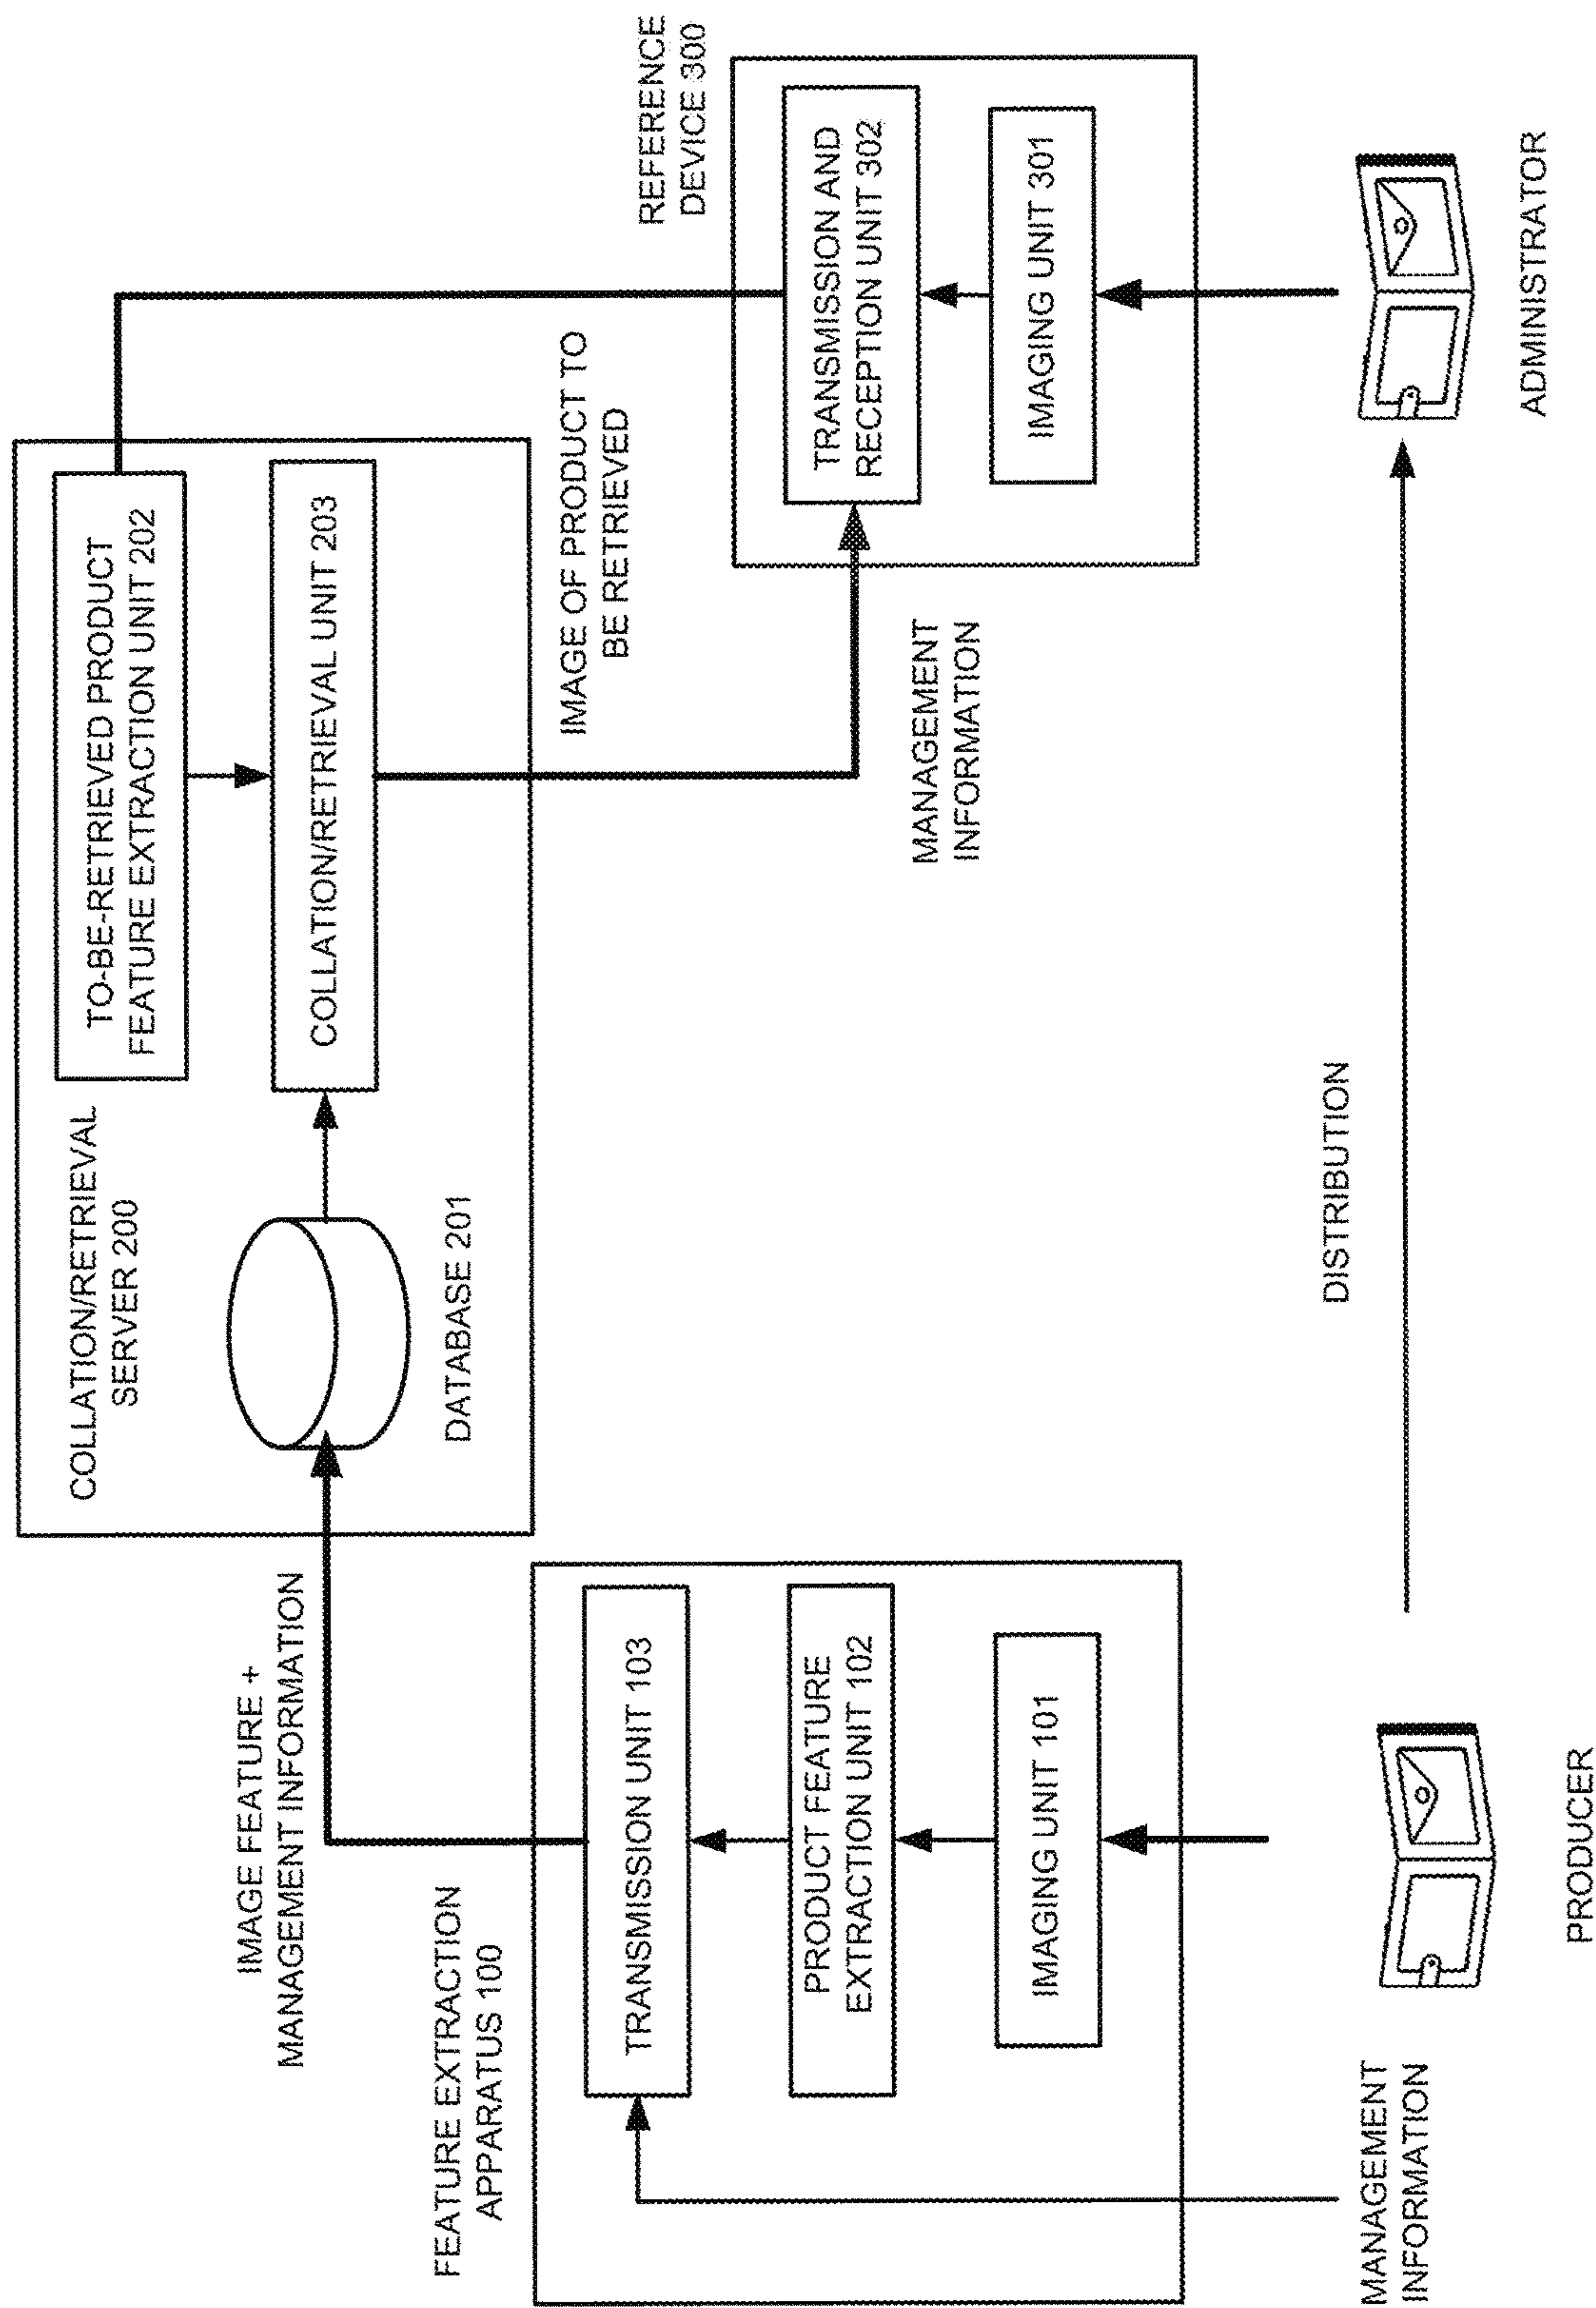 COLLATION/RETRIEVAL
SERVER 200
TO-BE-RETRIEVED PRODUCT
FEATURE EXTRACTION UNIT 202
COLLATION/RETRIEVAL UNIT 203
DATABASE 201
IMAGE FEATURE +
MANAGEMENT INFORMATION
IMAGE OF PRODUCT TO
BE RETRIEVED
FEATURE EXTRACTION
APPARATUS 100
TRANSMISSION UNIT 103
PRODUCT FEATURE
EXTRACTION UNIT 102
IMAGING UNIT 101
REFERENCE
DEVICE 300
TRANSMISSION AND
RECEPTION UNIT 302
IMAGING UNIT 301
MANAGEMENT
INFORMATION
MANAGEMENT
INFORMATION
PRODUCER
DISTRIBUTION
ADMINISTRATOR